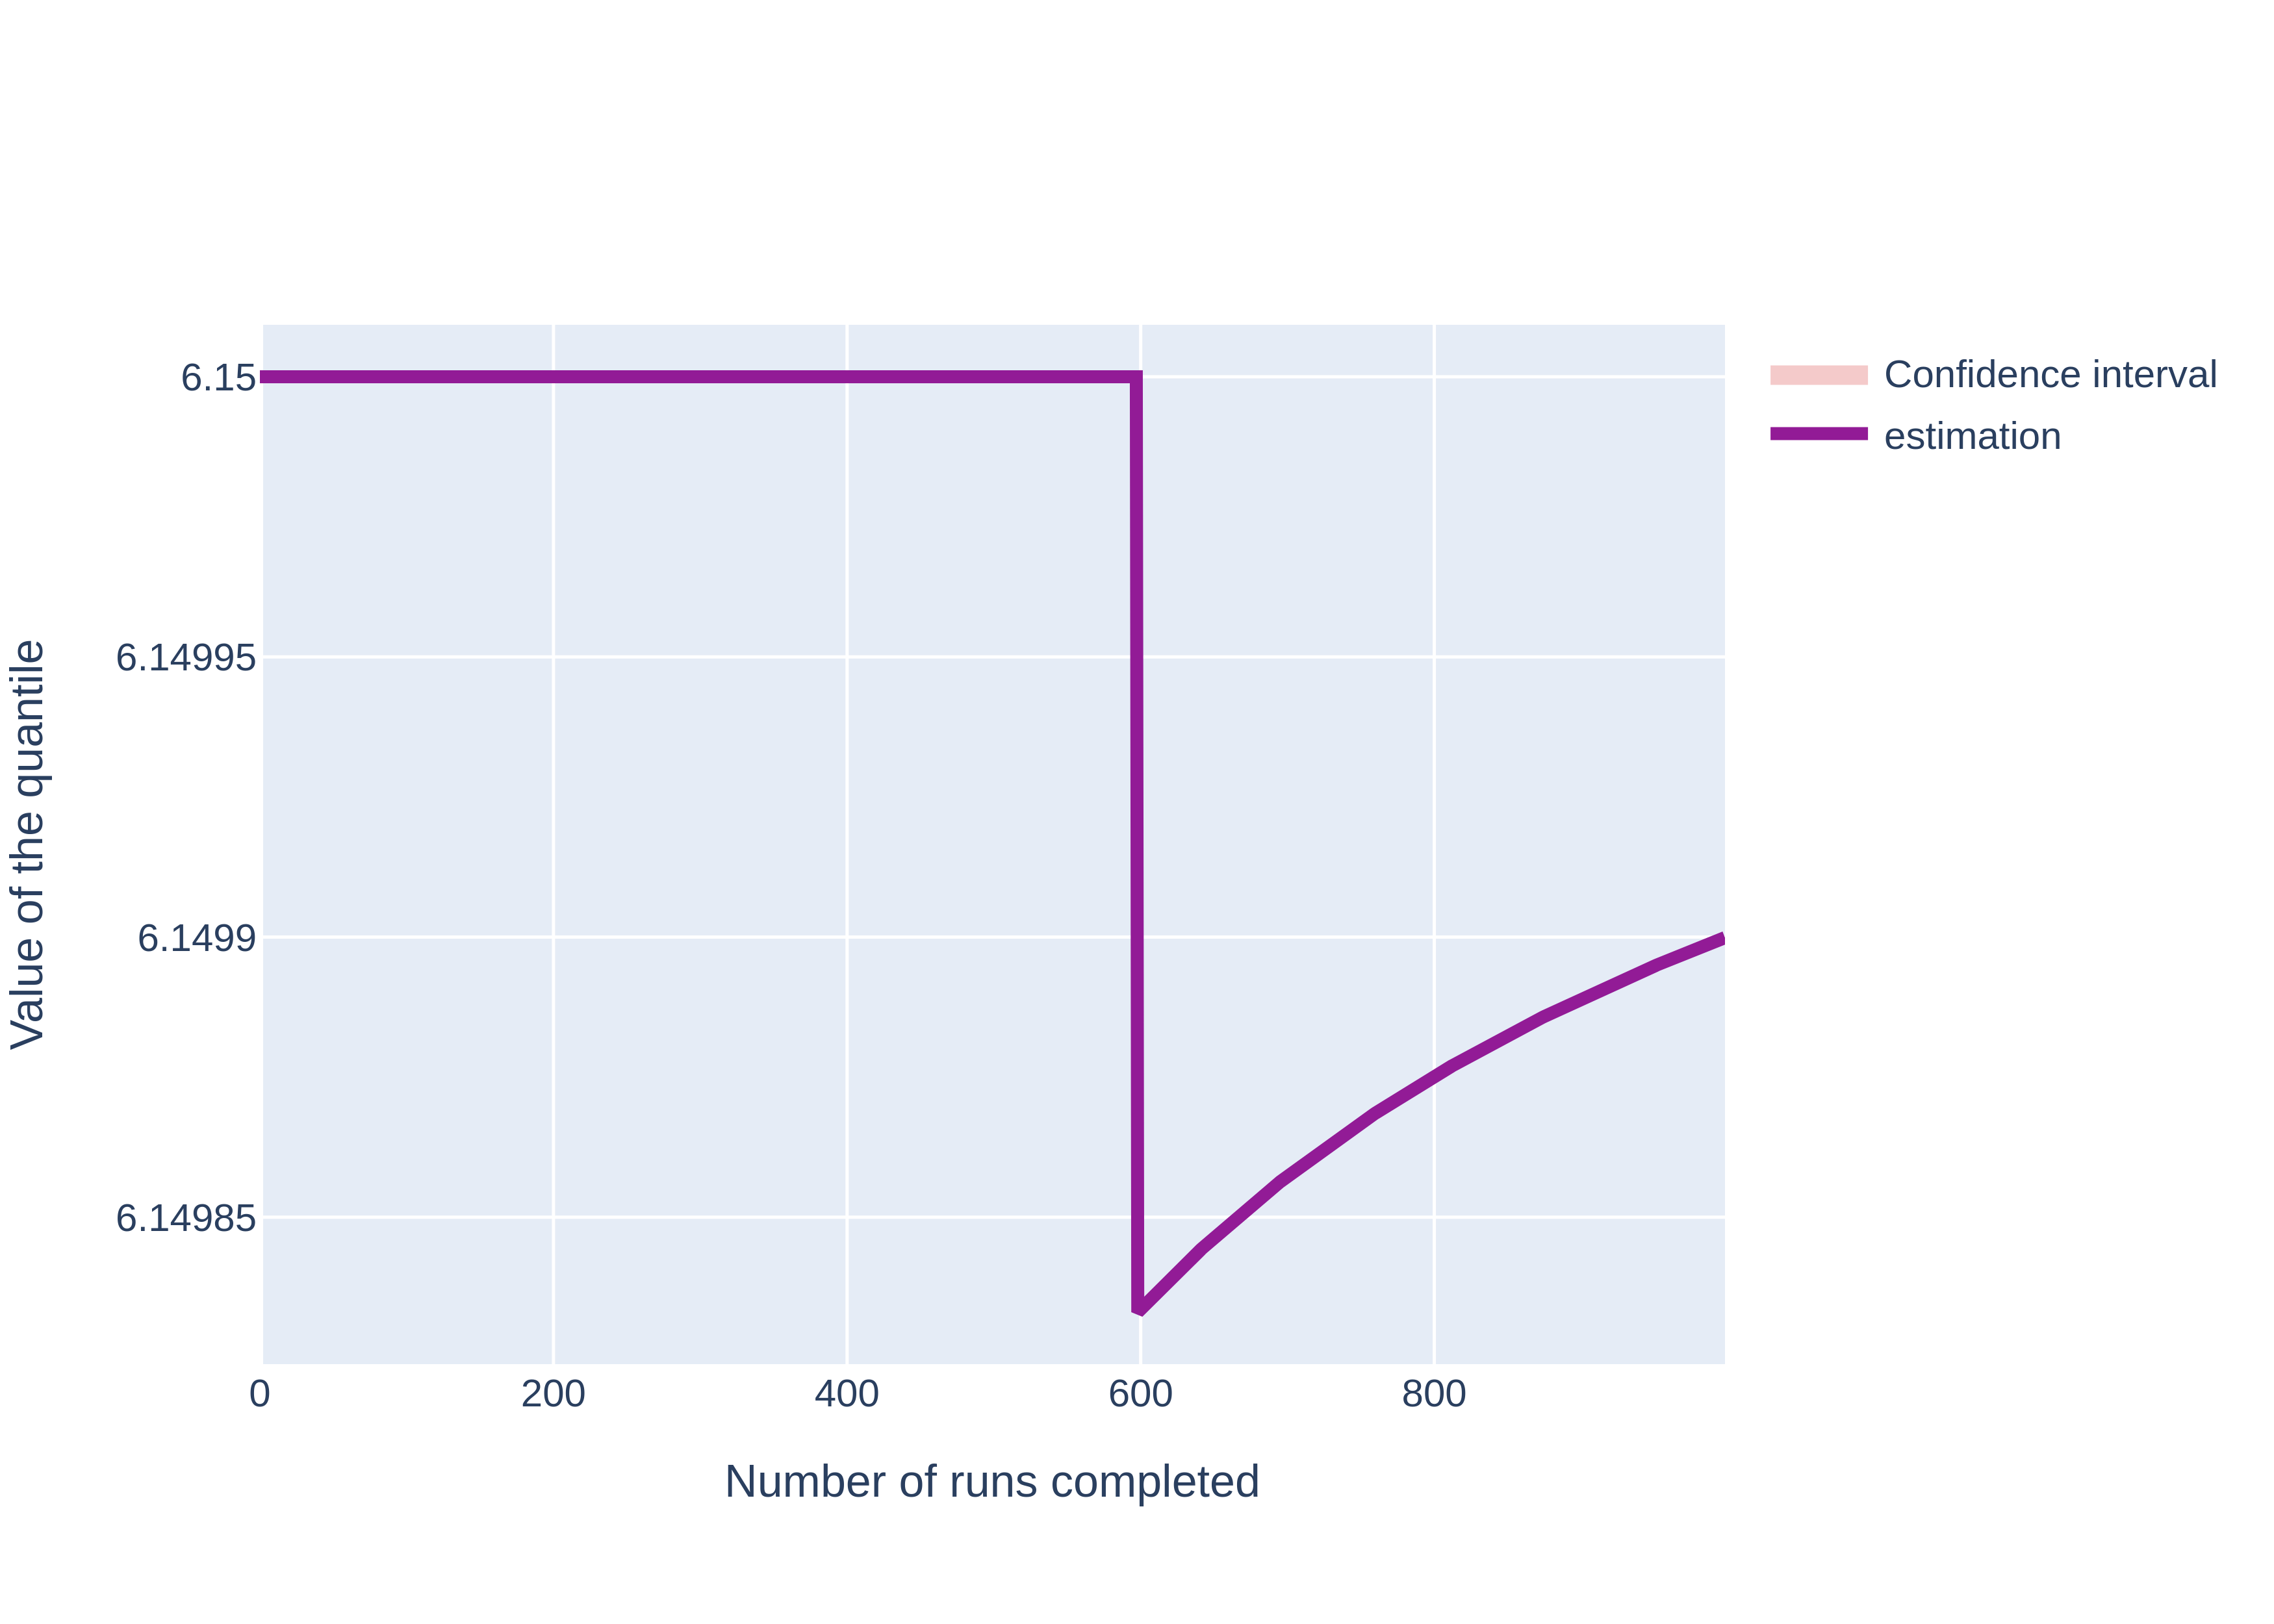 6.15
6.14995
6.1499
6.14985
Value of the quantile
0 200 400 600 800
Number of runs completed
Confidence interval
estimation